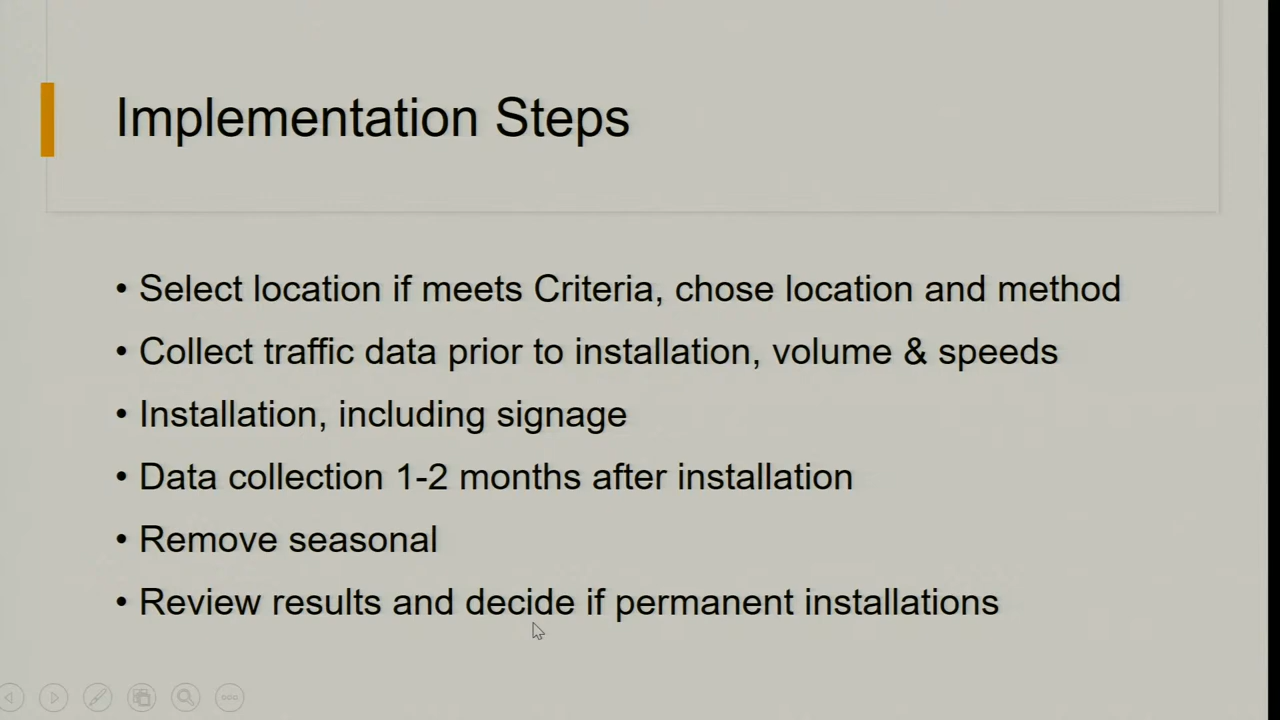 Implementation Steps
• Select location if meets Criteria, chose location and method
• Collect traffic data prior to installation, volume & speeds
• Installation, including signage
• Data collection 1-2 months after installation
• Remove seasonal
• Review results and decide if permanent installations